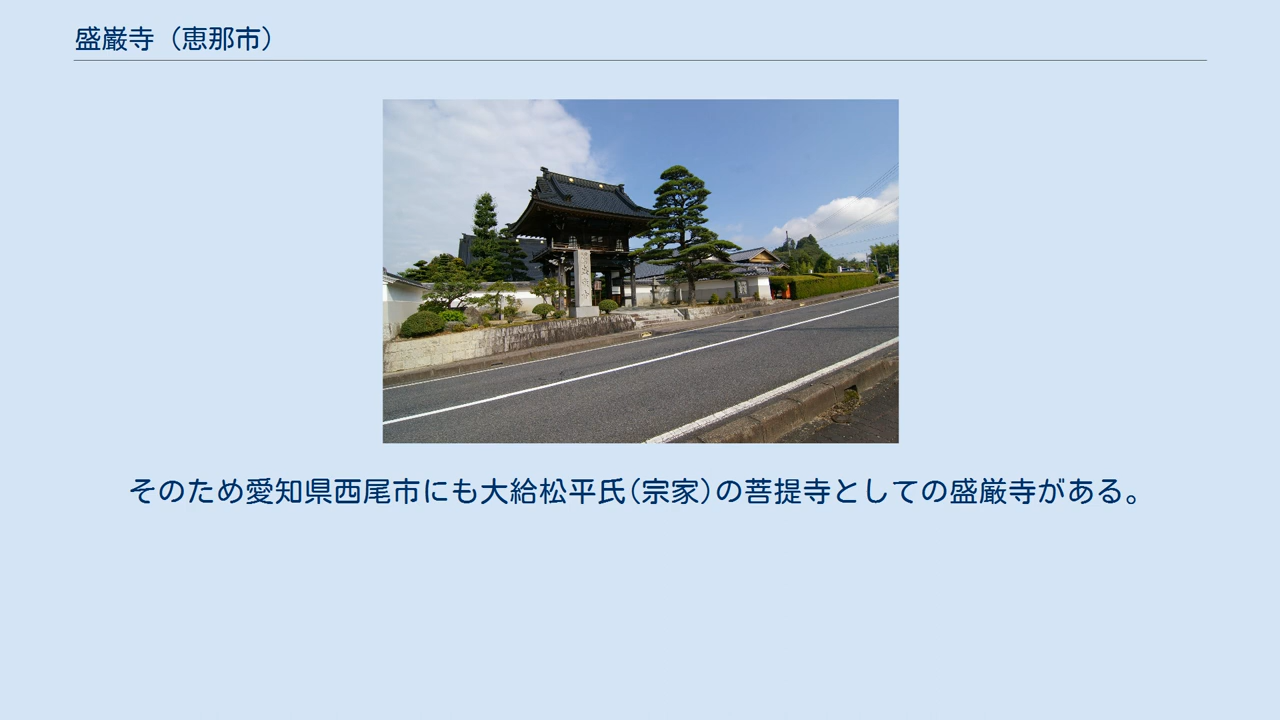 盛巌寺（恵那市）
そのため愛知県西尾市にも大給松平氏(宗家)の菩提寺としての盛厳寺がある。